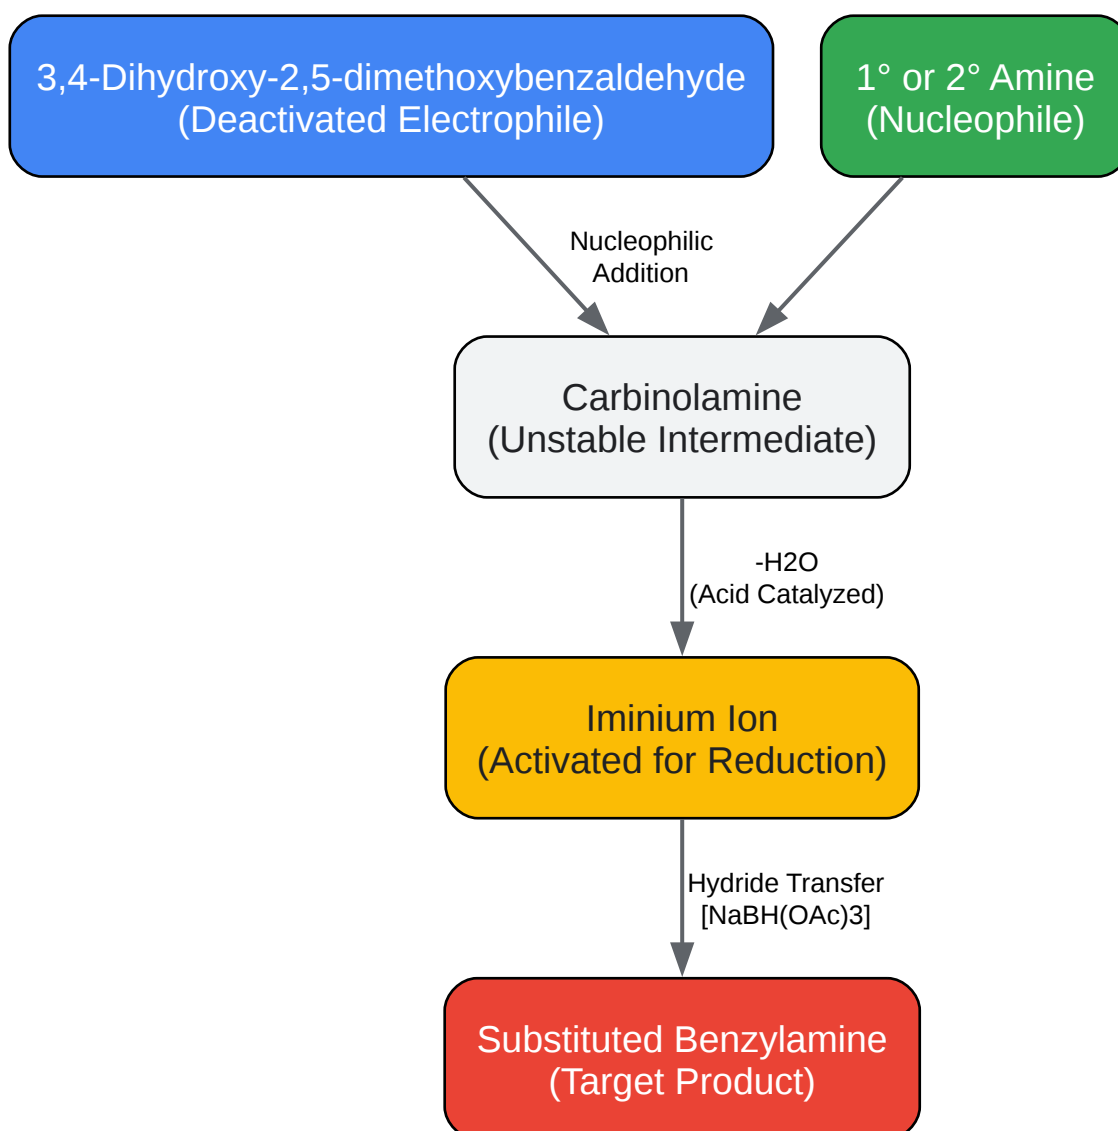 3,4-Dihydroxy-2,5-dimethoxybenzaldehyde
(Deactivated Electrophile)
1° or 2° Amine
(Nucleophile)
Nucleophilic
Addition
Carbinolamine
(Unstable Intermediate)
-H2O
(Acid Catalyzed)
Iminium Ion
(Activated for Reduction)
Hydride Transfer
[NaBH(OAc)3]
Substituted Benzylamine
(Target Product)